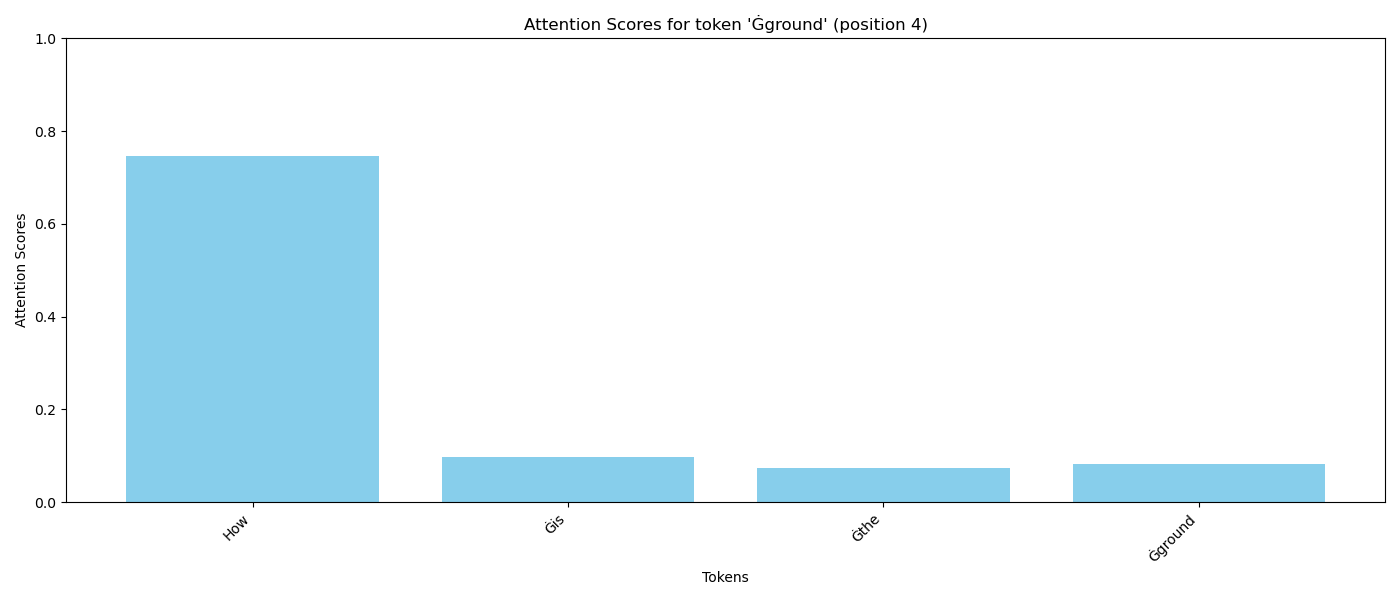 Attention Scores for token 'Ġground' (position 4)
1.0
0.8
0.6
0.4
0.2
0.0
Attention Scores
How
Ġis
Ġthe
Ġground
Tokens